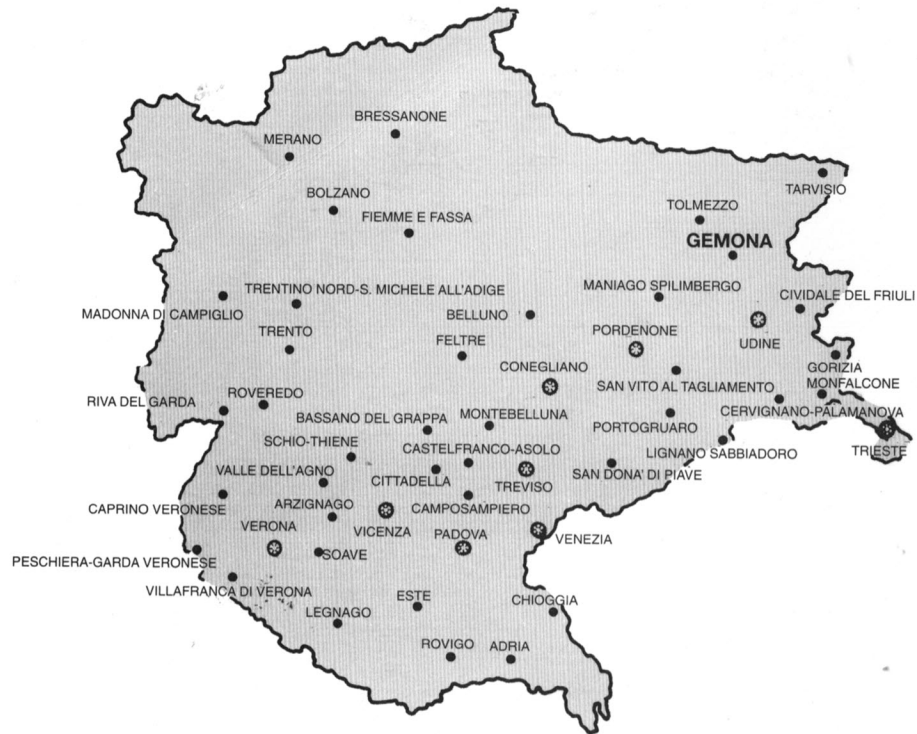 BRESSANONE
MERANO
TARVISIO
BOLZANO
TOLMEZZO
FIEMME E FASSA
GEMONA
MANIAGO SPILIMBERGO
TRENTINO NORD-S. MICHELE ALL'ADIGE
CIVIDALE DEL FRIULI
MADONNA DI CAMPIGLIO
BELLUNO
TRENTO
PORDENONE
FELTRE
UDINE
CONEGLIANO
GORIZIA
SAN VITO AL TAGLIAMENTO
MONFALCONE
ROVEREDO
RIVA DEL GARDA
BASSANO DEL GRAPPA
MONTEBELLUNA
CERVIGNANO-PALAMANOVA
PORTOGRUARO
SCHIO-THIENE
CASTELFRANCO-ASOLO
LIGNANO SABBIADORO
TRIESTE
VALLE DELL'AGNO
CITTADELLA
TREVISO
SAN DONA' DI PIAVE
CAPRINO VERONESE
ARZIGNAGO
CAMPOSAMPIERO
VERONA
VICENZA
PADOVA
VENEZIA
PESCHIERA-GARDA VERONESE
SOAVE
VILLAFRANCA DI VERONA
ESTE
CHIOGGIA
LEGNAGO
ROVIGO
ADRIA